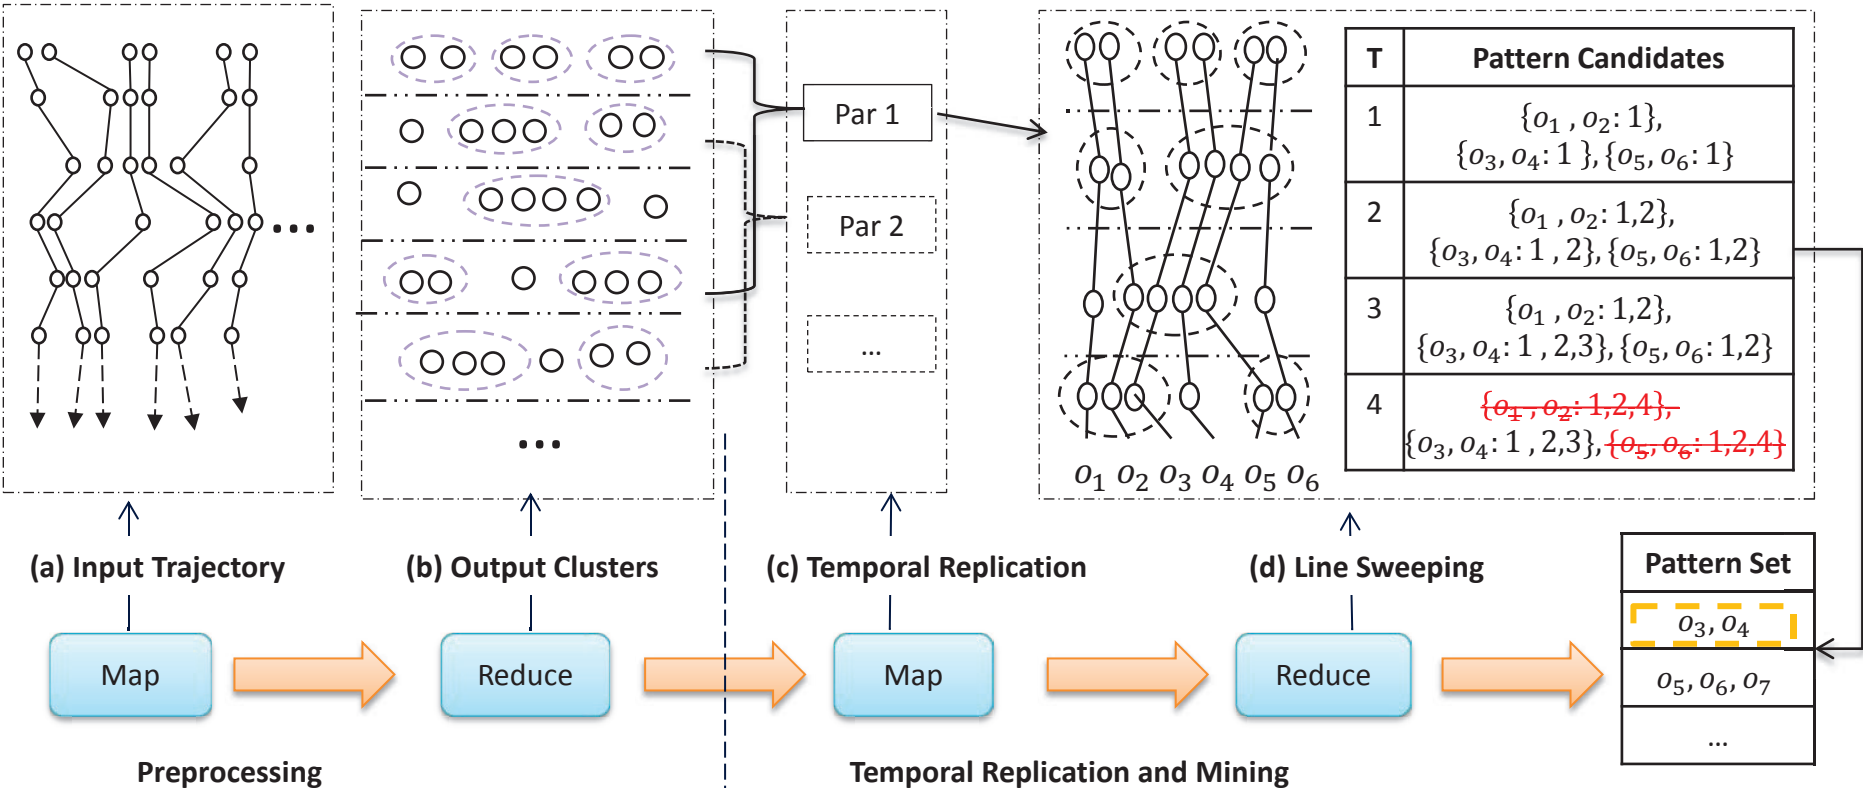 ...
...
Par 1
Par 2
...
o1 o2 o3 o4 o5 o6
T Pattern Candidates
1 {o1 , o2: 1},
{o3, o4: 1 }, {o5, o6: 1}
2 {o1 , o2: 1,2},
{o3, o4: 1 , 2}, {o5, o6: 1,2}
3 {o1 , o2: 1,2},
{o3, o4: 1 , 2,3}, {o5, o6: 1,2}
4 {o1 , o2: 1,2,4},
{o3, o4: 1 , 2,3}, {o5, o6: 1,2,4}
(a) Input Trajectory
(b) Output Clusters
(c) Temporal Replication
(d) Line Sweeping
Map
Reduce
Map
Reduce
Pattern Set
o3, o4
o5, o6, o7
...
Preprocessing
Temporal Replication and Mining